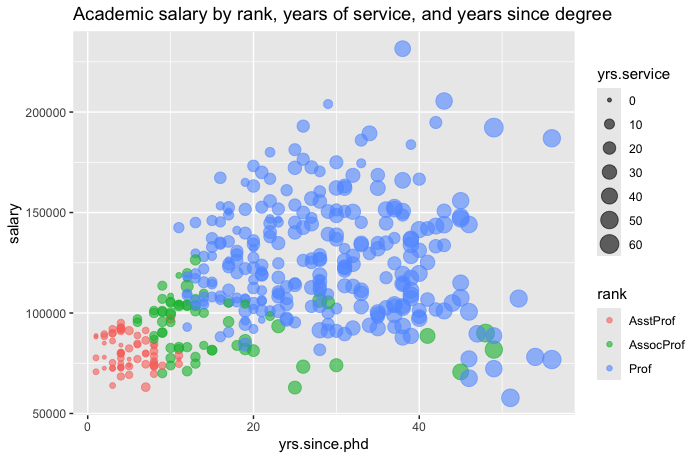 Academic salary by rank, years of service, and years since degree
salary
200000
150000
100000
50000
0
20
40
yrs.since.phd
yrs.service
0
10
20
30
40
50
60
rank
AsstProf
AssocProf
Prof